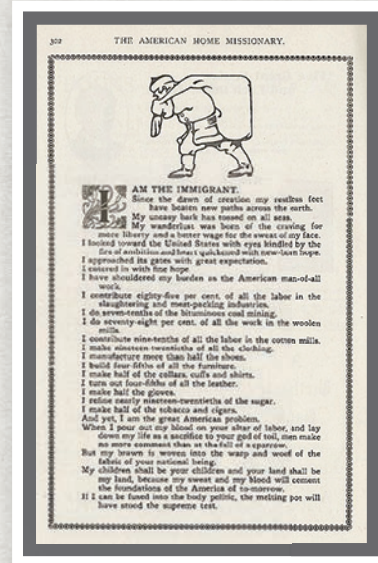 302 THE AMERICAN HOME MISSIONARY.
I AM THE IMMIGRANT.
Since the dawn of creation my restless feet
have beaten new paths across the earth.
My uneasy bark has tossed on all seas.
My wanderlust was born of the craving for
more liberty and a better wage for the sweat of my face.
I looked toward the United States with eyes kindled by the
fire of ambition and heart quickened with new-born hope.
I approached its gates with great expectation.
I entered in with fine hope.
I have shouldered my burden as the American man-of-all
work.
I contribute eighty-five per cent. of all the labor in the
slaughtering and meat-packing industries.
I do seven-tenths of the bituminous coal mining.
I do seventy-eight per cent. of all the work in the woolen
mills.
I contribute nine-tenths of all the labor in the cotton mills.
I make nineteen-twentieths of all the clothing.
I manufacture more than half the shoes.
I build four-fifths of all the furniture.
I make half of the collars, cuffs and shirts.
I turn out four-fifths of all the leather.
I make half the gloves.
I refine nearly nineteen-twentieths of the sugar.
I make half of the tobacco and cigars.
And yet, I am the great American problem.
When I pour out my blood on your altar of labor, and lay
down my life as a sacrifice to your god of toil, men make
no more comment than at the fall of a sparrow.
But my brawn is woven into the warp and woof of the
fabric of your national being.
My children shall be your children and your land shall be
my land, because my sweat and my blood will cement
the foundations of the America of to-morrow.
If I can be fused into the body politic, the melting pot will
have stood the supreme test.